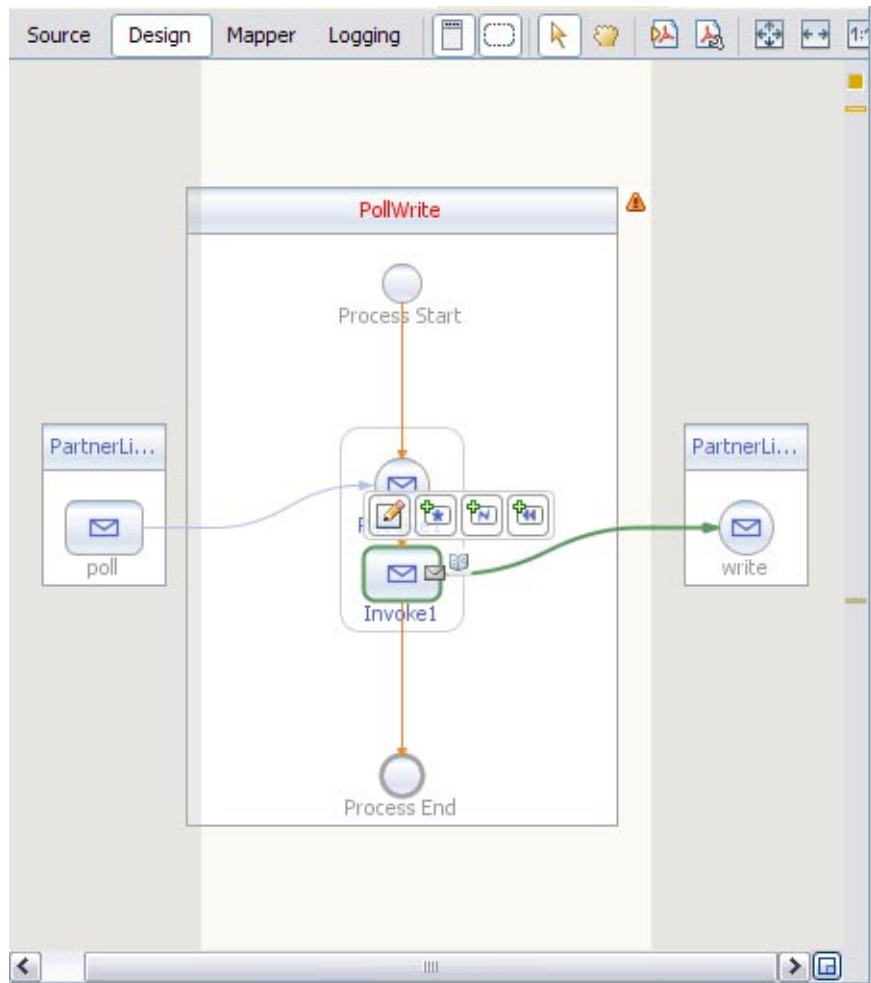 Source Design Mapper Logging
PollWrite
Process Start
PartnerLi...
PartnerLi...
poll
write
Invoke1
Process End